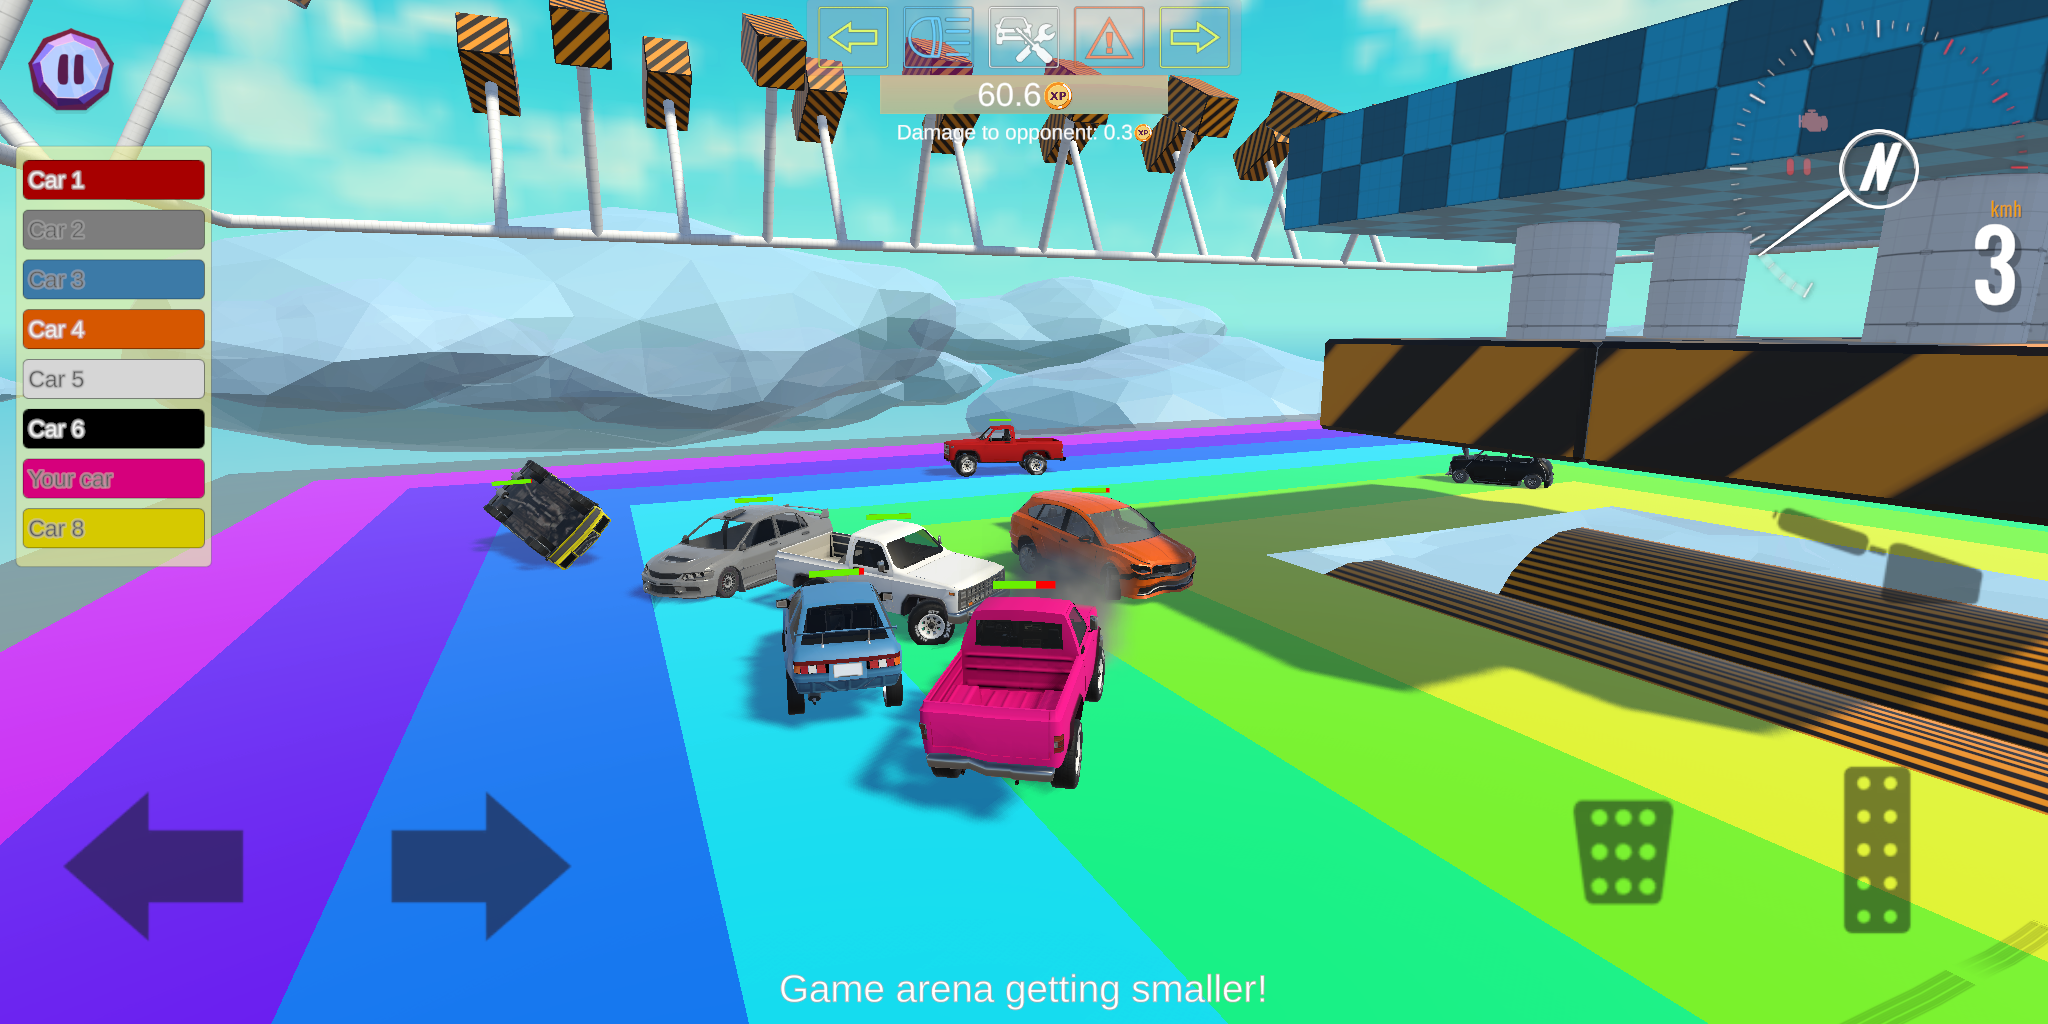 60.6 XP
Damage to opponent: 0.3 XP
N
kmh
3
Car 1
Car 2
Car 3
Car 4
Car 5
Car 6
Your car
Car 8
Game arena getting smaller!